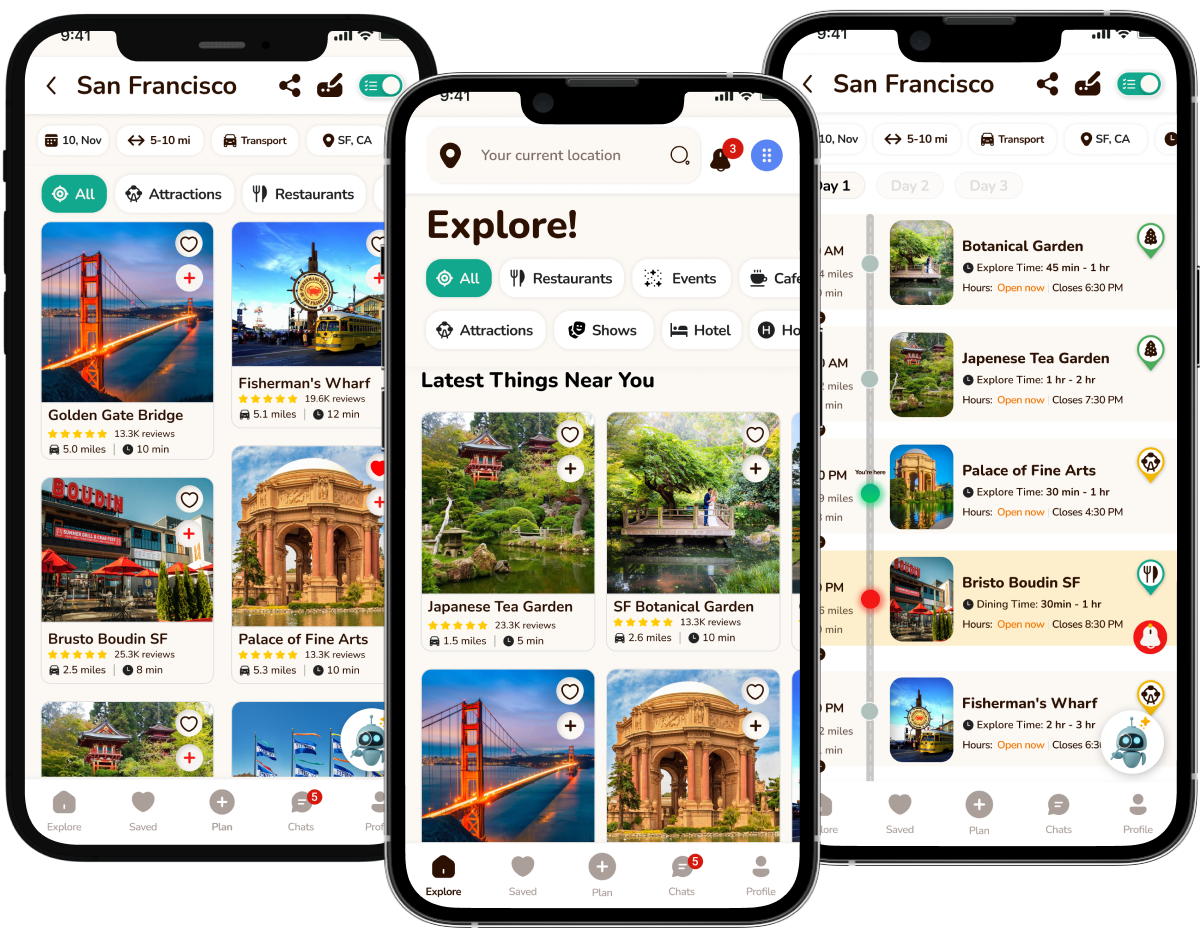 9:41
San Francisco
10, Nov
5-10 mi
Transport
SF, CA
All
Attractions
Restaurants
Golden Gate Bridge
13.3K reviews
5.0 miles | 10 min
Fisherman's Wharf
19.6K reviews
5.1 miles | 12 min
BOUDIN
Brusto Boudin SF
25.3K reviews
2.5 miles | 8 min
Palace of Fine Arts
13.3K reviews
5.3 miles | 10 min
Explore
Saved
Plan
5
Chats
Profi
9:41
Your current location
3
Explore!
All
Restaurants
Events
Cafe
Attractions
Shows
Hotel
H
Ho
Latest Things Near You
Japanese Tea Garden
23.3K reviews
1.5 miles | 5 min
SF Botanical Garden
13.3K reviews
2.6 miles | 10 min
Explore
Saved
Plan
5
Chats
Profile
9:41
San Francisco
10, Nov
5-10 mi
Transport
SF, CA
Day 1
Day 2
Day 3
AM
4 miles
min
Botanical Garden
Explore Time: 45 min - 1 hr
Hours: Open now | Closes 6:30 PM
AM
2 miles
min
Japenese Tea Garden
Explore Time: 1 hr - 2 hr
Hours: Open now | Closes 7:30 PM
PM
You're here
9 miles
min
Palace of Fine Arts
Explore Time: 30 min - 1 hr
Hours: Open now | Closes 4:30 PM
PM
6 miles
min
BOUDIN
Bristo Boudin SF
Dining Time: 30min - 1 hr
Hours: Open now | Closes 8:30 PM
PM
2 miles
min
Fisherman's Wharf
Explore Time: 2 hr - 3 hr
Hours: Open now | Closes 6:3
lore
Saved
Plan
Chats
Profile